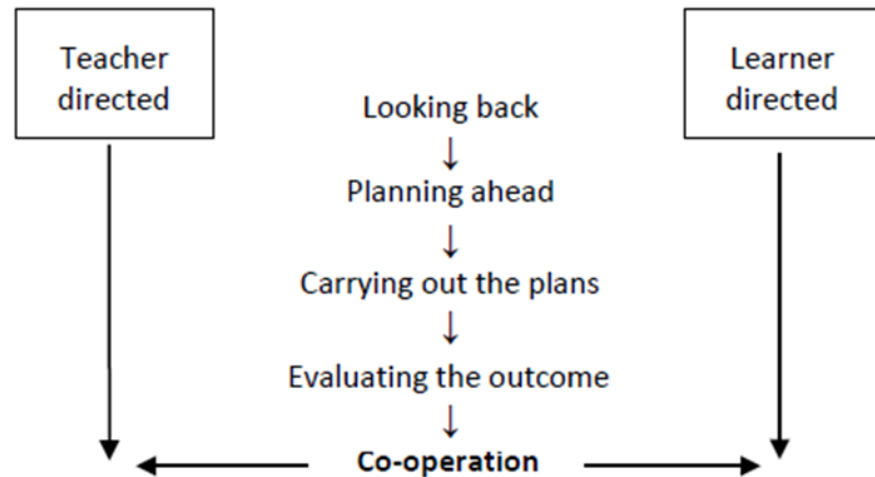 Teacher
directed
Learner
directed
Looking back
↓
Planning ahead
↓
Carrying out the plans
↓
Evaluating the outcome
↓
Co-operation